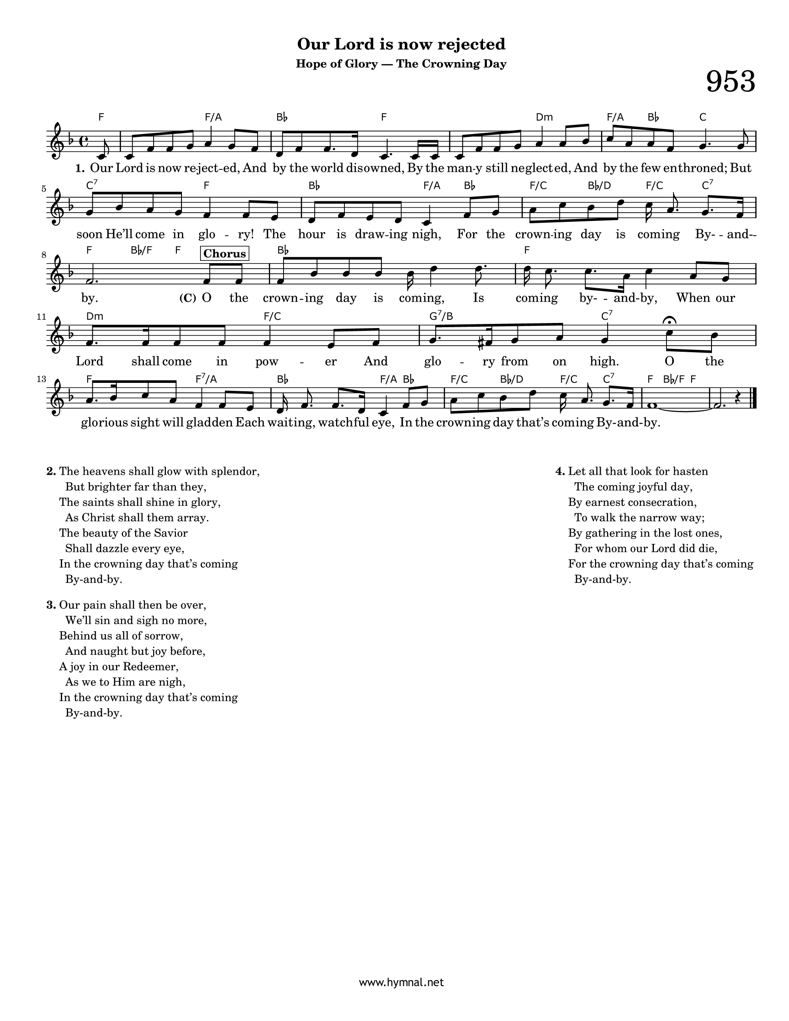 Our Lord is now rejected
Hope of Glory — The Crowning Day
953
F F/A B♭ F Dm F/A B♭ C
1. Our Lord is now reject-ed, And by the world disowned, By the man-y still neglected, And by the few enthroned; But
5 C7 F B♭ F/A B♭ F/C B♭/D F/C C7
soon He'll come in glo - ry! The hour is draw-ing nigh, For the crown-ing day is coming By- - and--
8 F B♭/F F Chorus B♭ F
by. (C) O the crown-ing day is coming, Is coming by- - and-by, When our
11 Dm F/C G7/B C7
Lord shall come in pow - er And glo - ry from on high. O the
13 F F7/A B♭ F/A B♭ F/C B♭/D F/C C7 F B♭/F F
glorious sight will gladden Each waiting, watchful eye, In the crowning day that's coming By-and-by.
2. The heavens shall glow with splendor,
But brighter far than they,
The saints shall shine in glory,
As Christ shall them array.
The beauty of the Savior
Shall dazzle every eye,
In the crowning day that's coming
By-and-by.
3. Our pain shall then be over,
We'll sin and sigh no more,
Behind us all of sorrow,
And naught but joy before,
A joy in our Redeemer,
As we to Him are nigh,
In the crowning day that's coming
By-and-by.
4. Let all that look for hasten
The coming joyful day,
By earnest consecration,
To walk the narrow way;
By gathering in the lost ones,
For whom our Lord did die,
For the crowning day that's coming
By-and-by.
www.hymnal.net